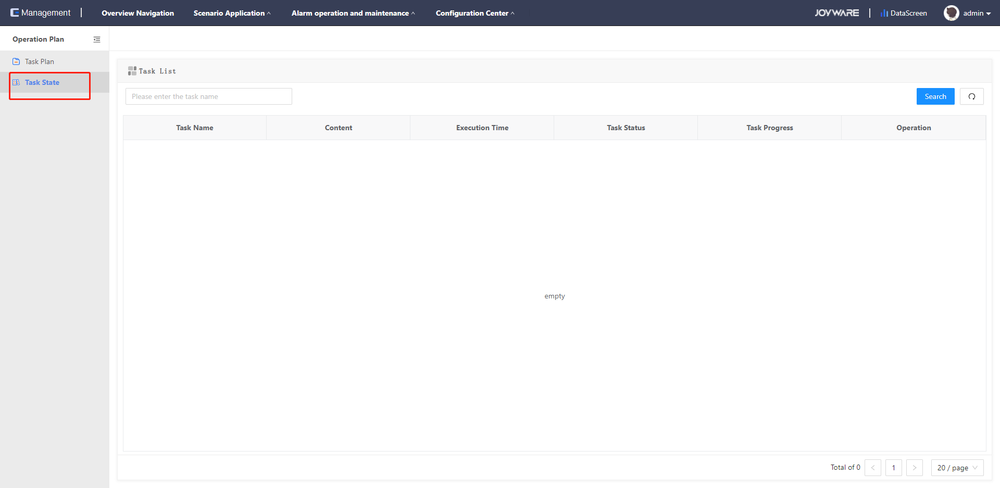 Management | Overview Navigation Scenario Application Alarm operation and maintenance Configuration Center JOYWARE | DataScreen admin
Operation Plan
Task Plan
Task State
Task List
Please enter the task name Search
Task Name Content Execution Time Task Status Task Progress Operation
empty
Total of 0 < 1 > 20 / page